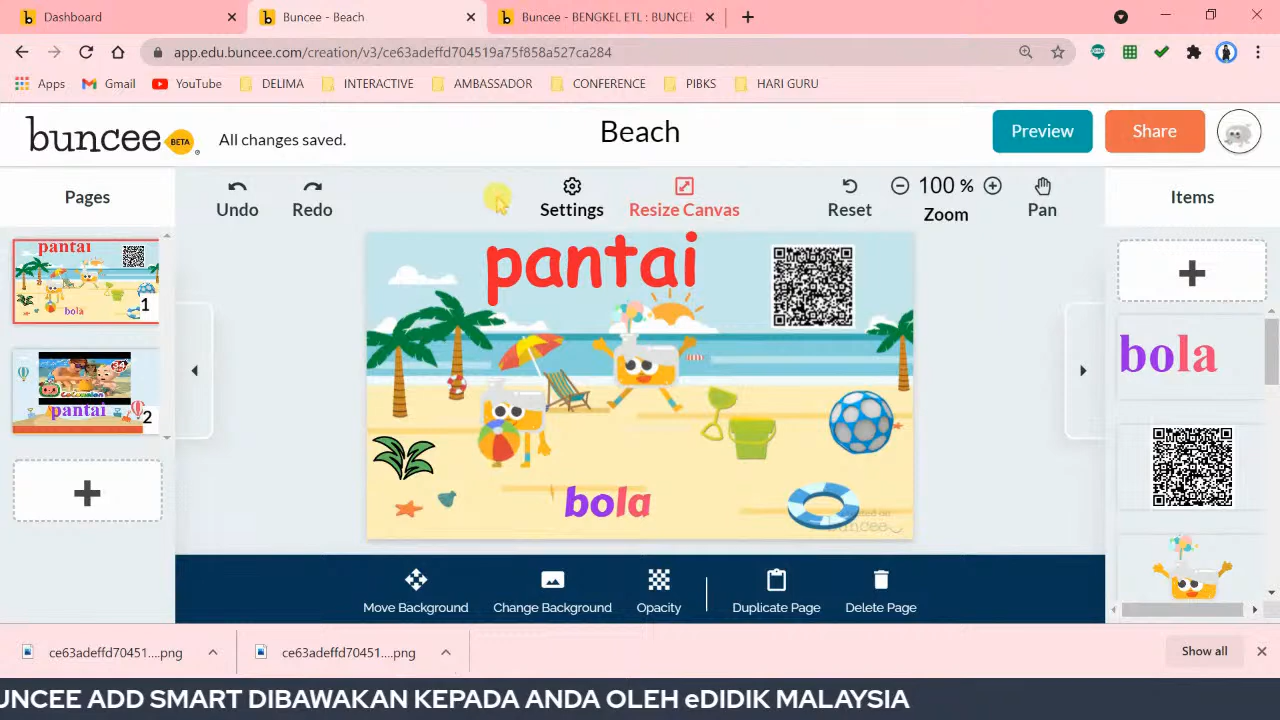 Dashboard
Buncee - Beach
Buncee - BENGKEL ETL : BUNCEE
app.edu.buncee.com/creation/v3/ce63adeffd704519a75f858a527ca284
Apps
Gmail
YouTube
DELIMA
INTERACTIVE
AMBASSADOR
CONFERENCE
PIBKS
HARI GURU
buncee BETA
All changes saved.
Beach
Preview
Share
Pages
Undo
Redo
Settings
Resize Canvas
Reset
100 %
Zoom
Pan
Items
pantai
bola
1
pantai
2
pantai
bola
buncee
bola
Move Background
Change Background
Opacity
Duplicate Page
Delete Page
ce63adeffd70451....png
ce63adeffd70451....png
Show all
UNCEE ADD SMART DIBAWAKAN KEPADA ANDA OLEH eDIDIK MALAYSIA